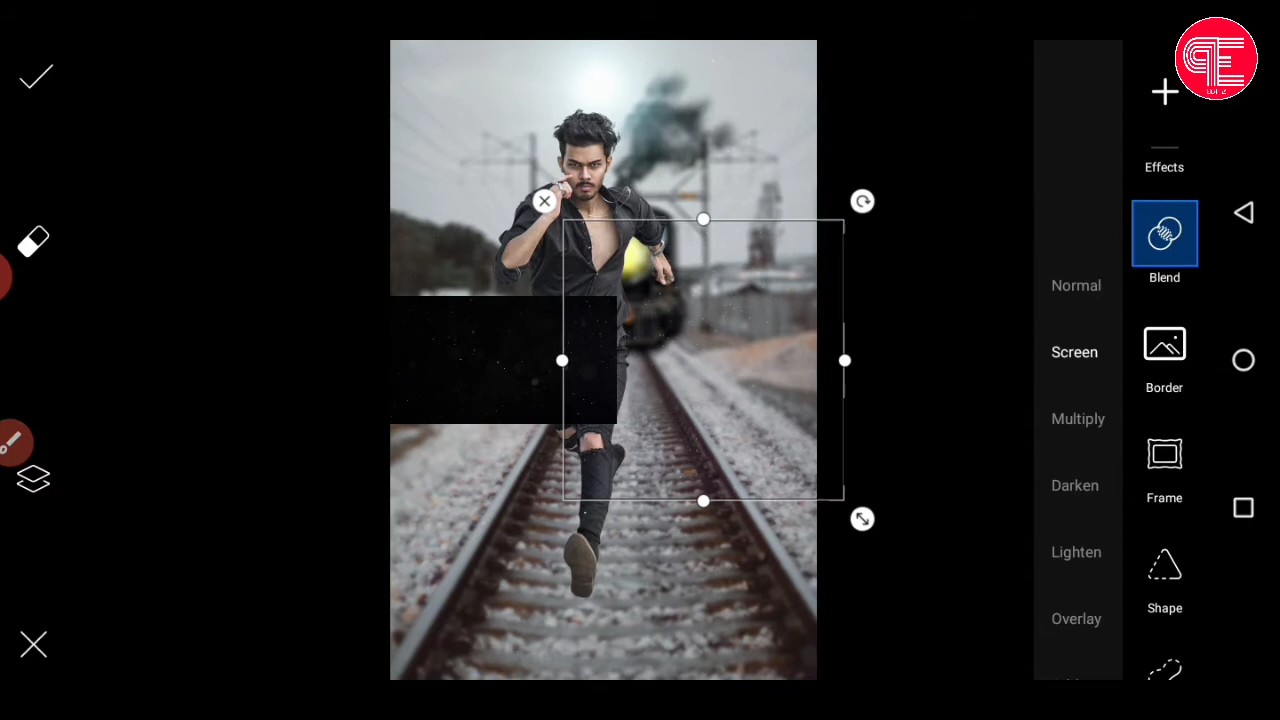 Effects
Blend
Normal
Screen
Border
Multiply
Darken
Frame
Lighten
Shape
Overlay